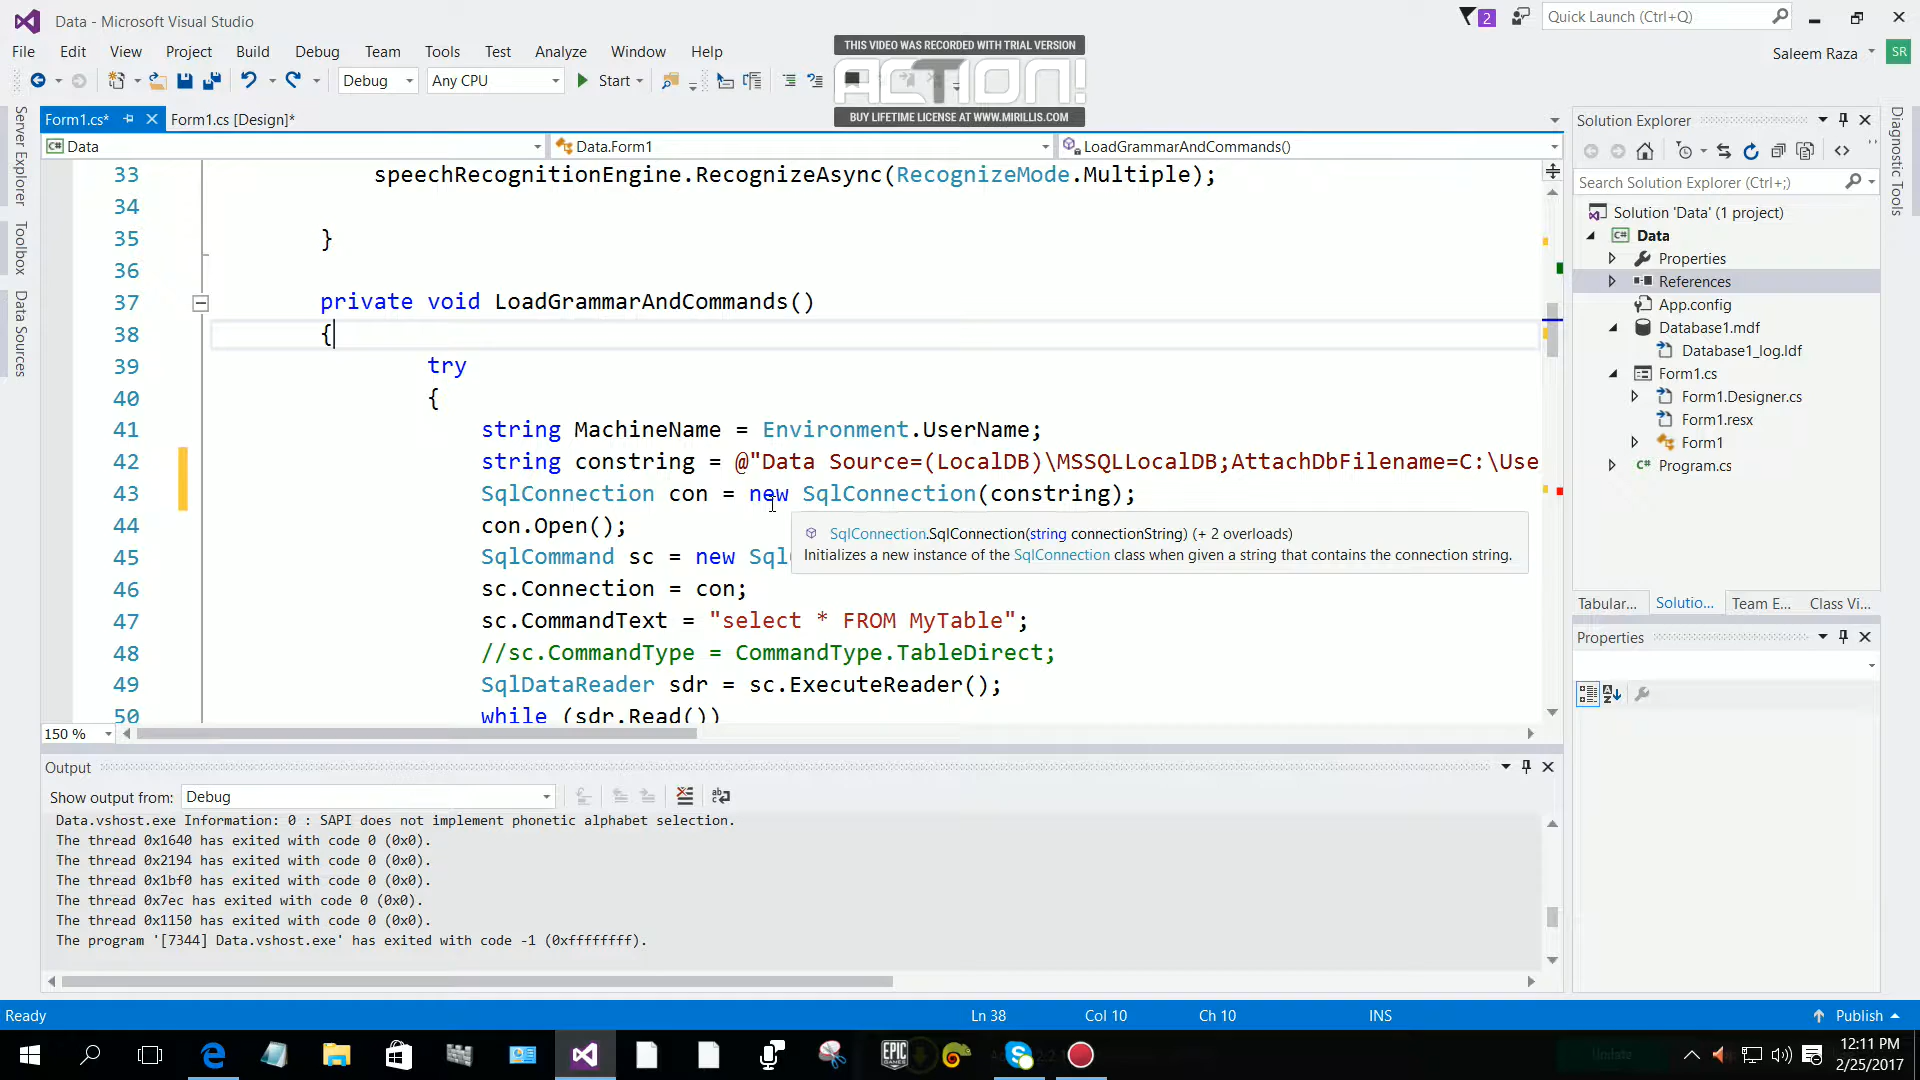 Data - Microsoft Visual Studio
2
Quick Launch (Ctrl+Q)
File Edit View Project Build Debug Team Tools Test Analyze Window Help
Saleem Raza SR
Debug Any CPU Start
THIS VIDEO WAS RECORDED WITH TRIAL VERSION
ACTION!
BUY LIFETIME LICENSE AT WWW.MIRILLIS.COM
Server Explorer
Toolbox
Data Sources
Form1.cs* Form1.cs [Design]*
Data Data.Form1 LoadGrammarAndCommands()
33 speechRecognitionEngine.RecognizeAsync(RecognizeMode.Multiple);
34
35 }
36
37 private void LoadGrammarAndCommands()
38 {
39 try
40 {
41 string MachineName = Environment.UserName;
42 string constring = @"Data Source=(LocalDB)\MSSQLLocalDB;AttachDbFilename=C:\Use
43 SqlConnection con = new SqlConnection(constring);
44 con.Open();
45 SqlCommand sc = new Sql
46 sc.Connection = con;
47 sc.CommandText = "select * FROM MyTable";
48 //sc.CommandType = CommandType.TableDirect;
49 SqlDataReader sdr = sc.ExecuteReader();
50 while (sdr.Read())
SqlConnection.SqlConnection(string connectionString) (+ 2 overloads)
Initializes a new instance of the SqlConnection class when given a string that contains the connection string.
150 %
Output
Show output from: Debug
Data.vshost.exe Information: 0 : SAPI does not implement phonetic alphabet selection.
The thread 0x1640 has exited with code 0 (0x0).
The thread 0x2194 has exited with code 0 (0x0).
The thread 0x1bf0 has exited with code 0 (0x0).
The thread 0x7ec has exited with code 0 (0x0).
The thread 0x1150 has exited with code 0 (0x0).
The program '[7344] Data.vshost.exe' has exited with code -1 (0xffffffff).
Solution Explorer
Search Solution Explorer (Ctrl+;)
Solution 'Data' (1 project)
Data
Properties
References
App.config
Database1.mdf
Database1_log.ldf
Form1.cs
Form1.Designer.cs
Form1.resx
Form1
Program.cs
Tabular... Solutio... Team E... Class Vi...
Properties
Diagnostic Tools
Ready Ln 38 Col 10 Ch 10 INS Publish
EPIC GAMES
12:11 PM
2/25/2017